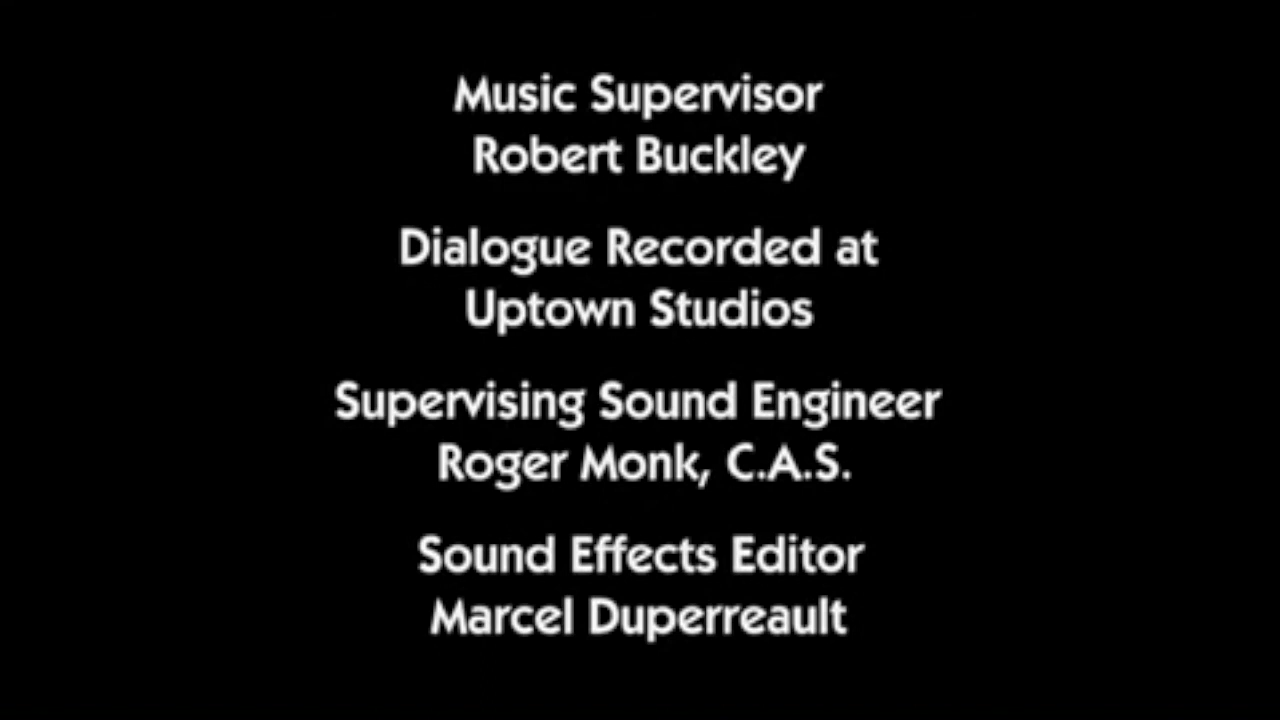 Music Supervisor
Robert Buckley
Dialogue Recorded at
Uptown Studios
Supervising Sound Engineer
Roger Monk, C.A.S.
Sound Effects Editor
Marcel Duperreault